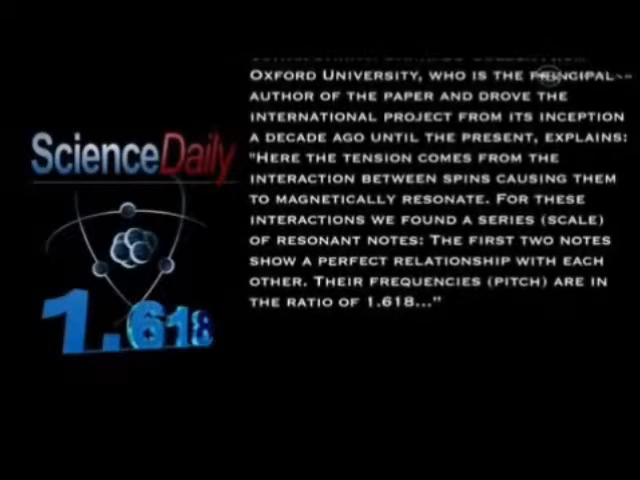 OXFORD UNIVERSITY, WHO IS THE PRINCIPAL
AUTHOR OF THE PAPER AND DROVE THE
INTERNATIONAL PROJECT FROM ITS INCEPTION
A DECADE AGO UNTIL THE PRESENT, EXPLAINS:
"HERE THE TENSION COMES FROM THE
INTERACTION BETWEEN SPINS CAUSING THEM
TO MAGNETICALLY RESONATE. FOR THESE
INTERACTIONS WE FOUND A SERIES (SCALE)
OF RESONANT NOTES: THE FIRST TWO NOTES
SHOW A PERFECT RELATIONSHIP WITH EACH
OTHER. THEIR FREQUENCIES (PITCH) ARE IN
THE RATIO OF 1.618..."
ScienceDaily
1.618